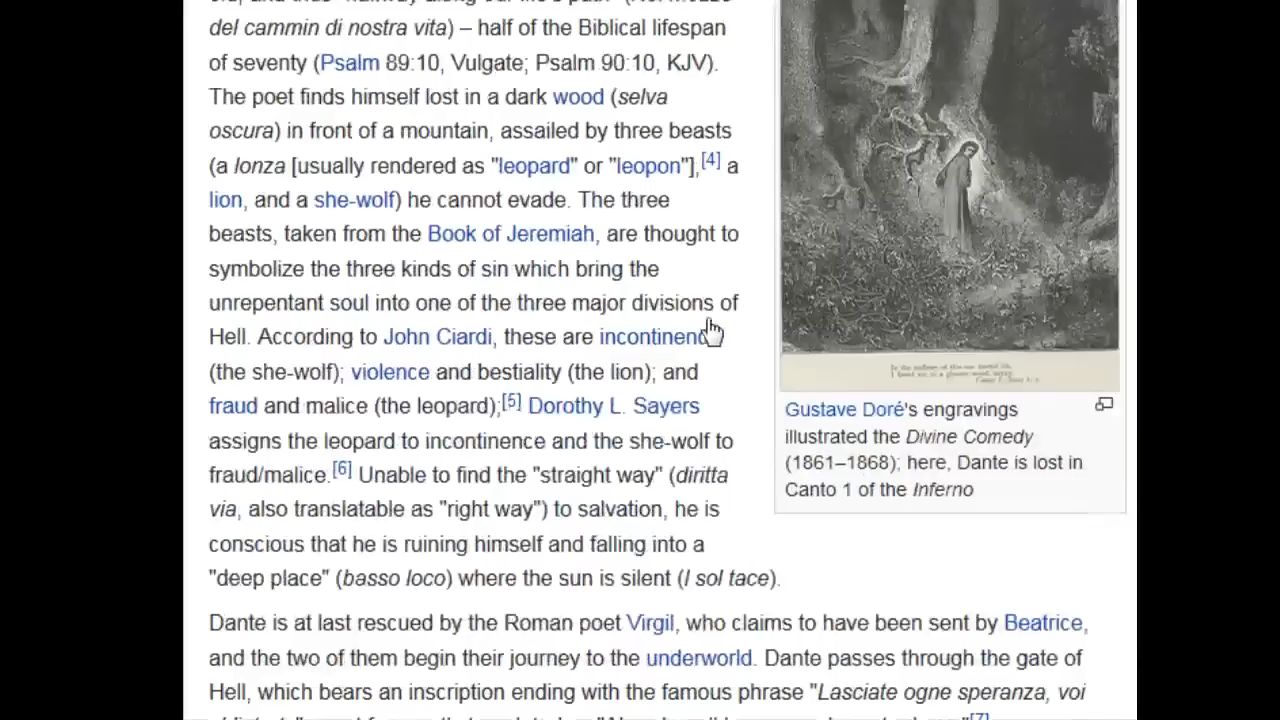 del cammin di nostra vita) – half of the Biblical lifespan
of seventy (Psalm 89:10, Vulgate; Psalm 90:10, KJV).
The poet finds himself lost in a dark wood (selva
oscura) in front of a mountain, assailed by three beasts
(a lonza [usually rendered as "leopard" or "leopon"],[4] a
lion, and a she-wolf) he cannot evade. The three
beasts, taken from the Book of Jeremiah, are thought to
symbolize the three kinds of sin which bring the
unrepentant soul into one of the three major divisions of
Hell. According to John Ciardi, these are incontinence
(the she-wolf); violence and bestiality (the lion); and
fraud and malice (the leopard);[5] Dorothy L. Sayers
assigns the leopard to incontinence and the she-wolf to
fraud/malice.[6] Unable to find the "straight way" (diritta
via, also translatable as "right way") to salvation, he is
conscious that he is ruining himself and falling into a
"deep place" (basso loco) where the sun is silent (l sol tace).
Gustave Doré's engravings
illustrated the Divine Comedy
(1861–1868); here, Dante is lost in
Canto 1 of the Inferno
Dante is at last rescued by the Roman poet Virgil, who claims to have been sent by Beatrice,
and the two of them begin their journey to the underworld. Dante passes through the gate of
Hell, which bears an inscription ending with the famous phrase "Lasciate ogne speranza, voi